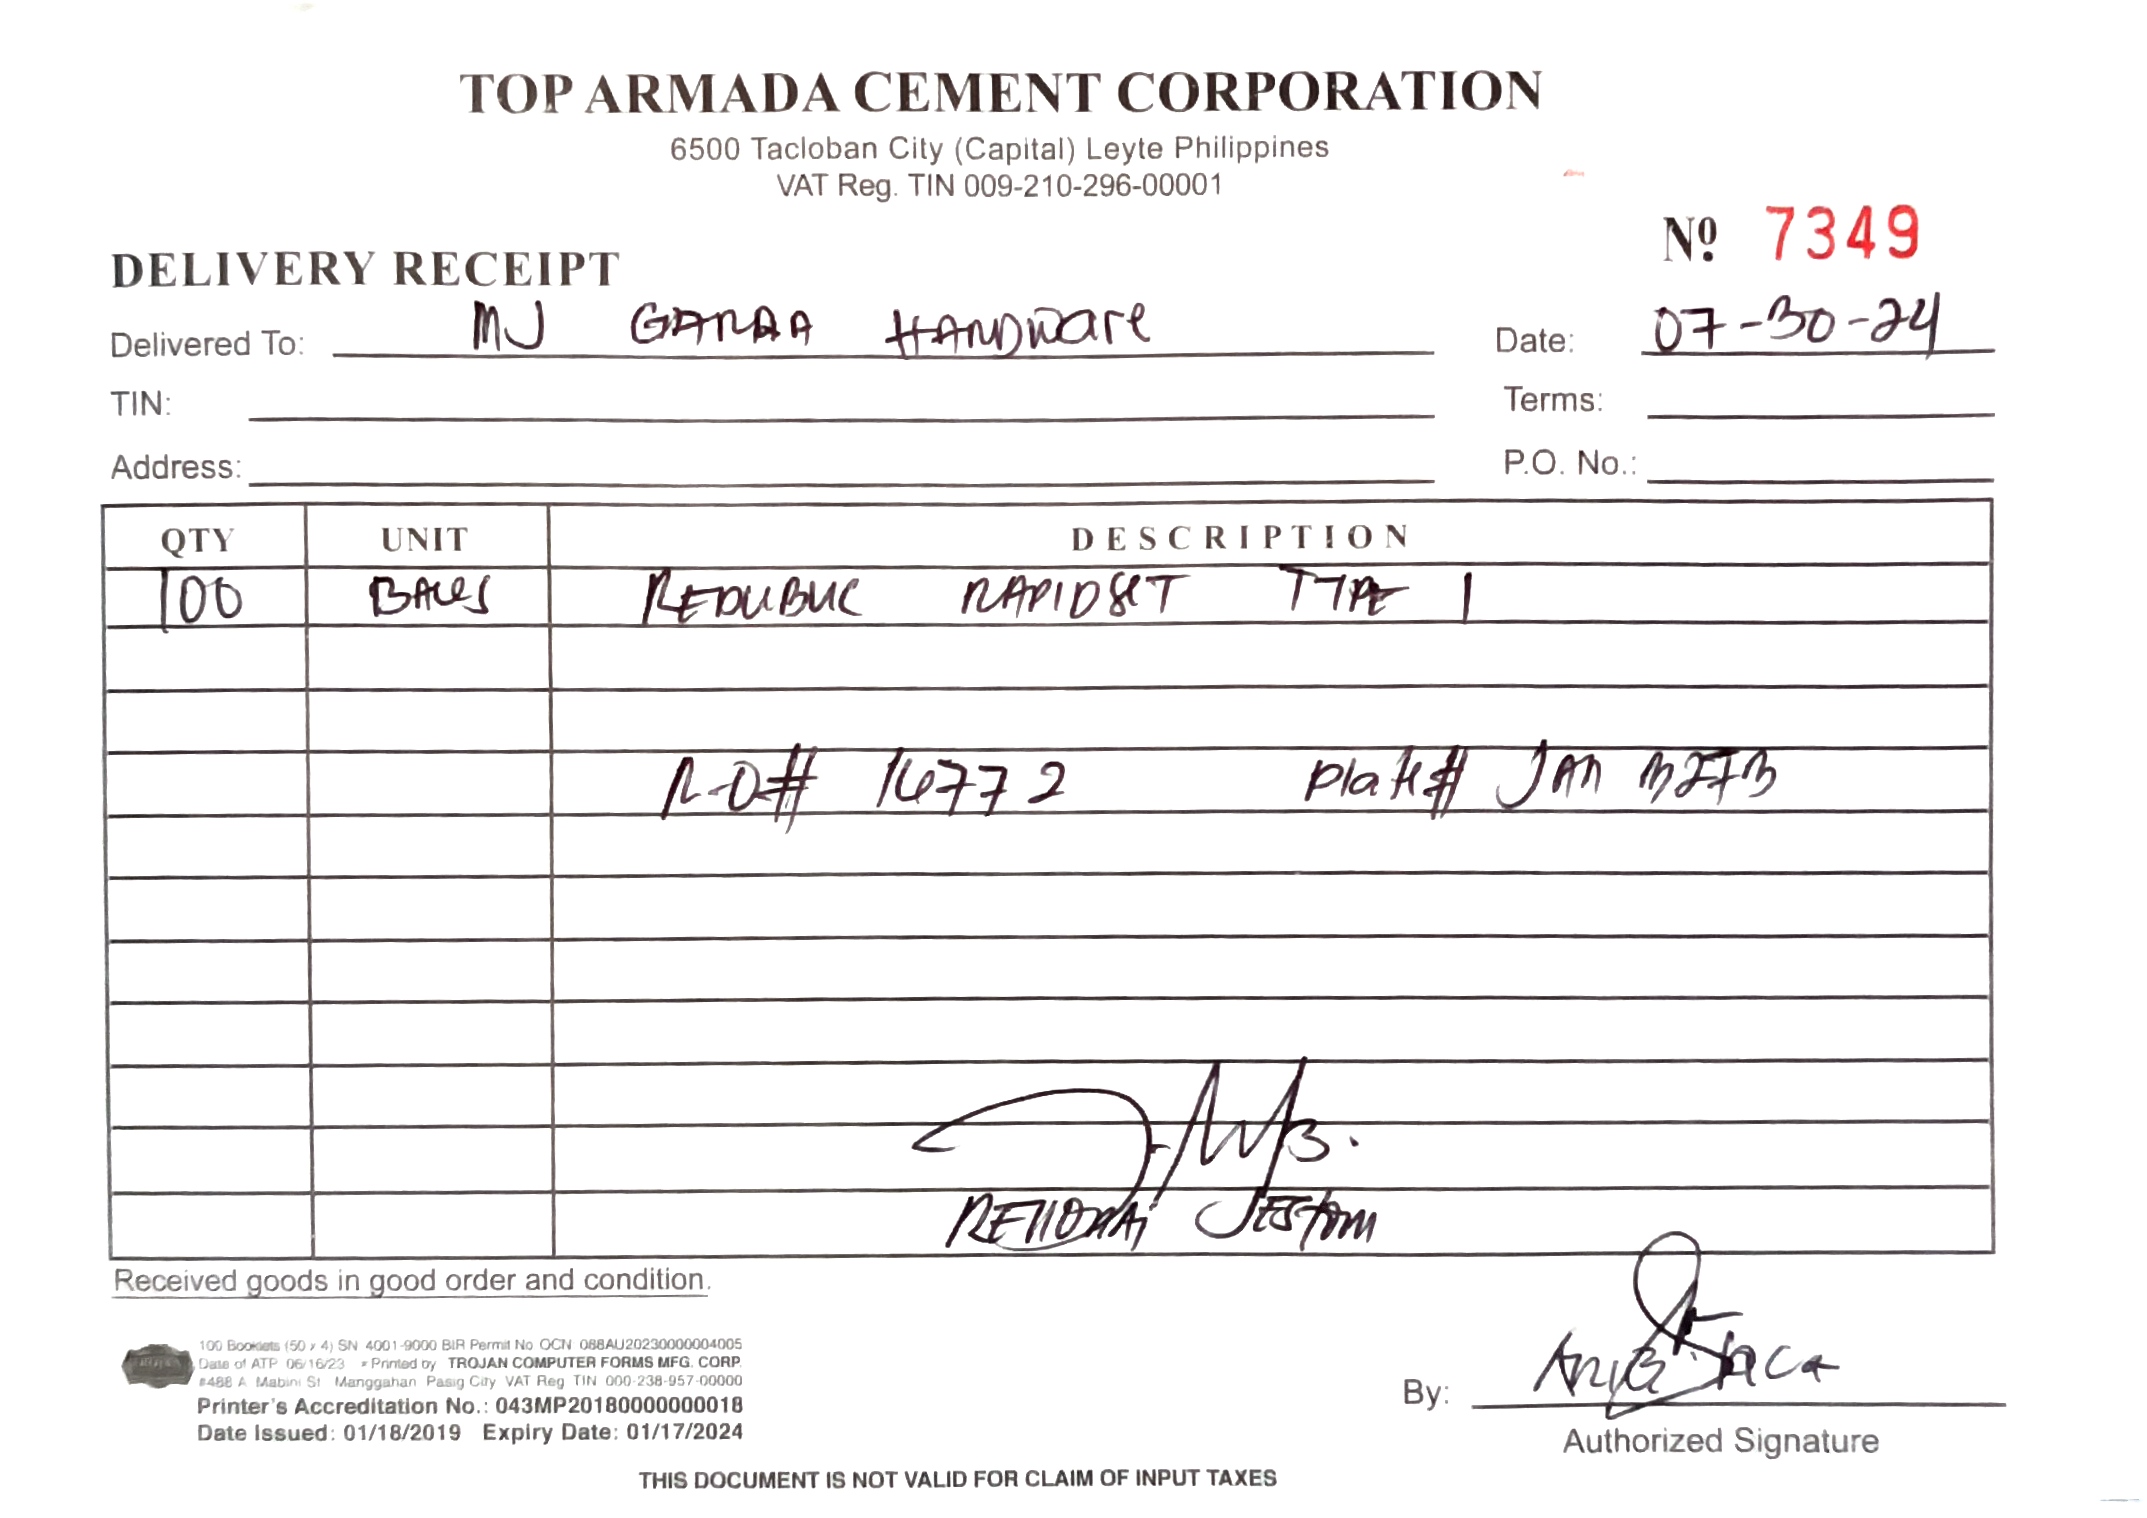 TOP ARMADA CEMENT CORPORATION
6500 Tacloban City (Capital) Leyte Philippines
VAT Reg. TIN 009-210-296-00001
Nº 7349
DELIVERY RECEIPT
Delivered To: MJ Hardware Date: 07-30-24
TIN: Terms:
Address: P.O. No.:
QTY UNIT DESCRIPTION
100 REPUBLIC RAPIDSET TYPE 1
16772 Plate#
Received goods in good order and condition.
100 Booklets (50 x 4) SN 4001-9000 BIR Permit No OCN 088AU20230000004005
Date of ATP 06/16/23 • Printed by TROJAN COMPUTER FORMS MFG. CORP.
#488 A. Mabini St. Manggahan Pasig City VAT Reg TIN 000-238-957-00000
Printer's Accreditation No.: 043MP20180000000018
Date Issued: 01/18/2019 Expiry Date: 01/17/2024
By:
Authorized Signature
THIS DOCUMENT IS NOT VALID FOR CLAIM OF INPUT TAXES